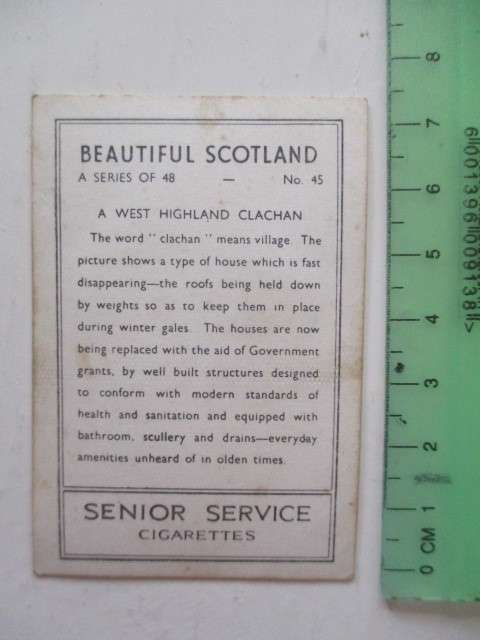 BEAUTIFUL SCOTLAND
A SERIES OF 48 — No. 45
A WEST HIGHLAND CLACHAN
The word "clachan" means village. The
picture shows a type of house which is fast
disappearing—the roofs being held down
by weights so as to keep them in place
during winter gales. The houses are now
being replaced with the aid of Government
grants, by well built structures designed
to conform with modern standards of
health and sanitation and equipped with
bathroom, scullery and drains—everyday
amenities unheard of in olden times.
SENIOR SERVICE
CIGARETTES
8
7
6
5
4
3
2
1
0 CM
6"001396"009138">